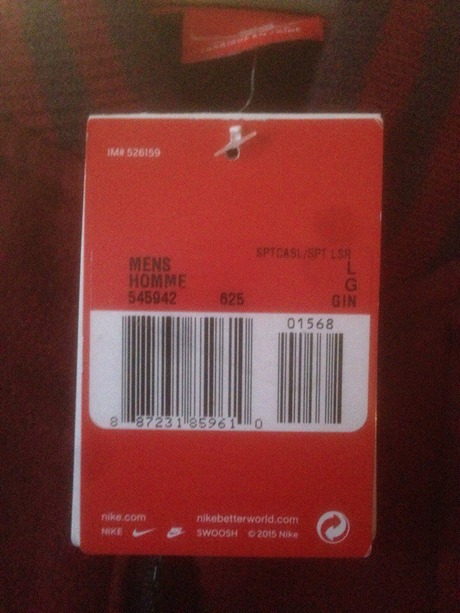 IM# 526159
SPTCASL/SPT LSR
MENS L
HOMME G
545942 625 GIN
01568
8 87231 85961 0
nike.com nikebetterworld.com
NIKE SWOOSH © 2015 Nike